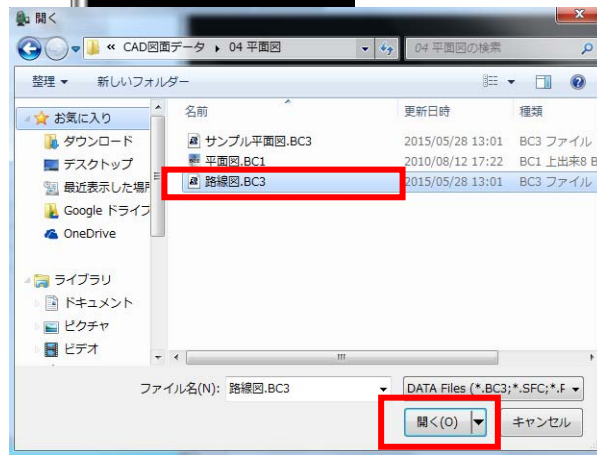 開く
« CAD図面データ ▸ 04 平面図
04 平面図の検索
整理 ▼ 新しいフォルダー
お気に入り
ダウンロード
デスクトップ
最近表示した場所
Google ドライブ
OneDrive
ライブラリ
ドキュメント
ピクチャ
ビデオ
名前 更新日時 種類
サンプル平面図.BC3 2015/05/28 13:01 BC3 ファイル
平面図.BC1 2010/08/12 17:22 BC1 上出来8 B
路線図.BC3 2015/05/28 13:01 BC3 ファイル
ファイル名(N): 路線図.BC3
DATA Files (*.BC3;*.SFC;*.F
開く(O) ▼ キャンセル